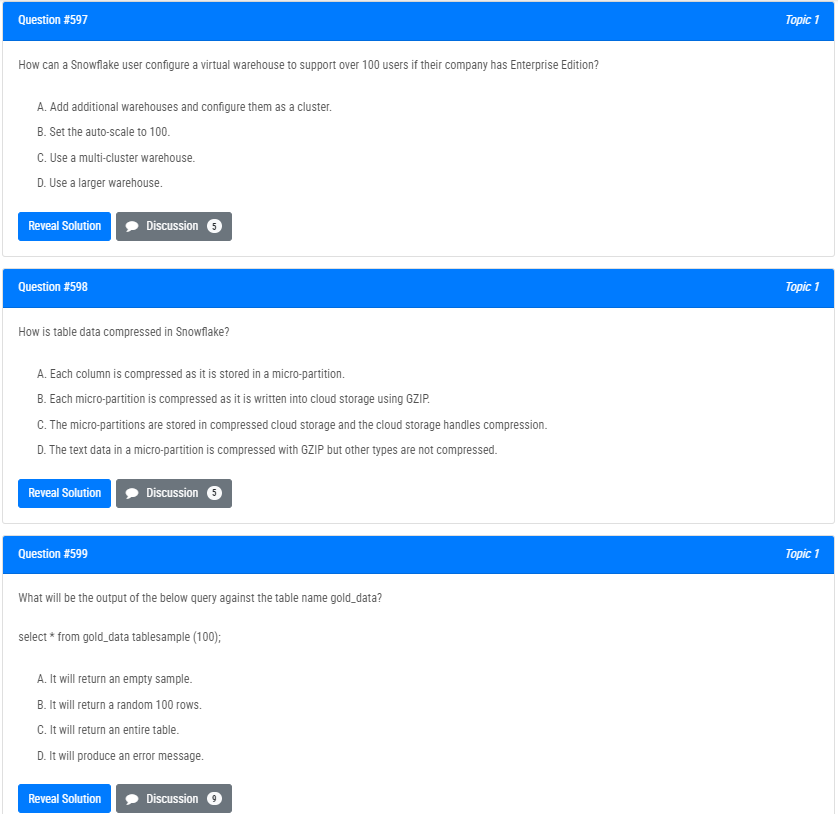 Question #597 Topic 1
How can a Snowflake user configure a virtual warehouse to support over 100 users if their company has Enterprise Edition?
A. Add additional warehouses and configure them as a cluster.
B. Set the auto-scale to 100.
C. Use a multi-cluster warehouse.
D. Use a larger warehouse.
Reveal Solution Discussion 5
Question #598 Topic 1
How is table data compressed in Snowflake?
A. Each column is compressed as it is stored in a micro-partition.
B. Each micro-partition is compressed as it is written into cloud storage using GZIP.
C. The micro-partitions are stored in compressed cloud storage and the cloud storage handles compression.
D. The text data in a micro-partition is compressed with GZIP but other types are not compressed.
Reveal Solution Discussion 5
Question #599 Topic 1
What will be the output of the below query against the table name gold_data?
select * from gold_data tablesample (100);
A. It will return an empty sample.
B. It will return a random 100 rows.
C. It will return an entire table.
D. It will produce an error message.
Reveal Solution Discussion 9